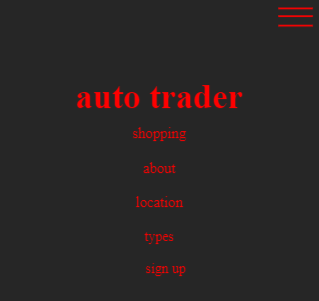 auto trader
shopping
about
location
types
sign up